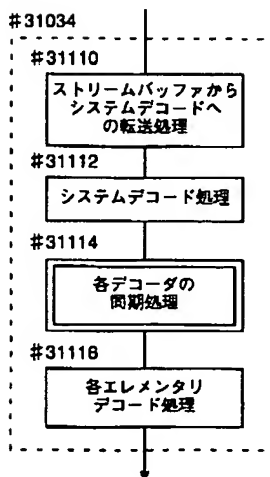 #31034
#31110
ストリームバッファから
システムデコードへ
の転送処理
#31112
システムデコード処理
#31114
各デコーダの
同期処理
#31116
各エレメンタリ
デコード処理